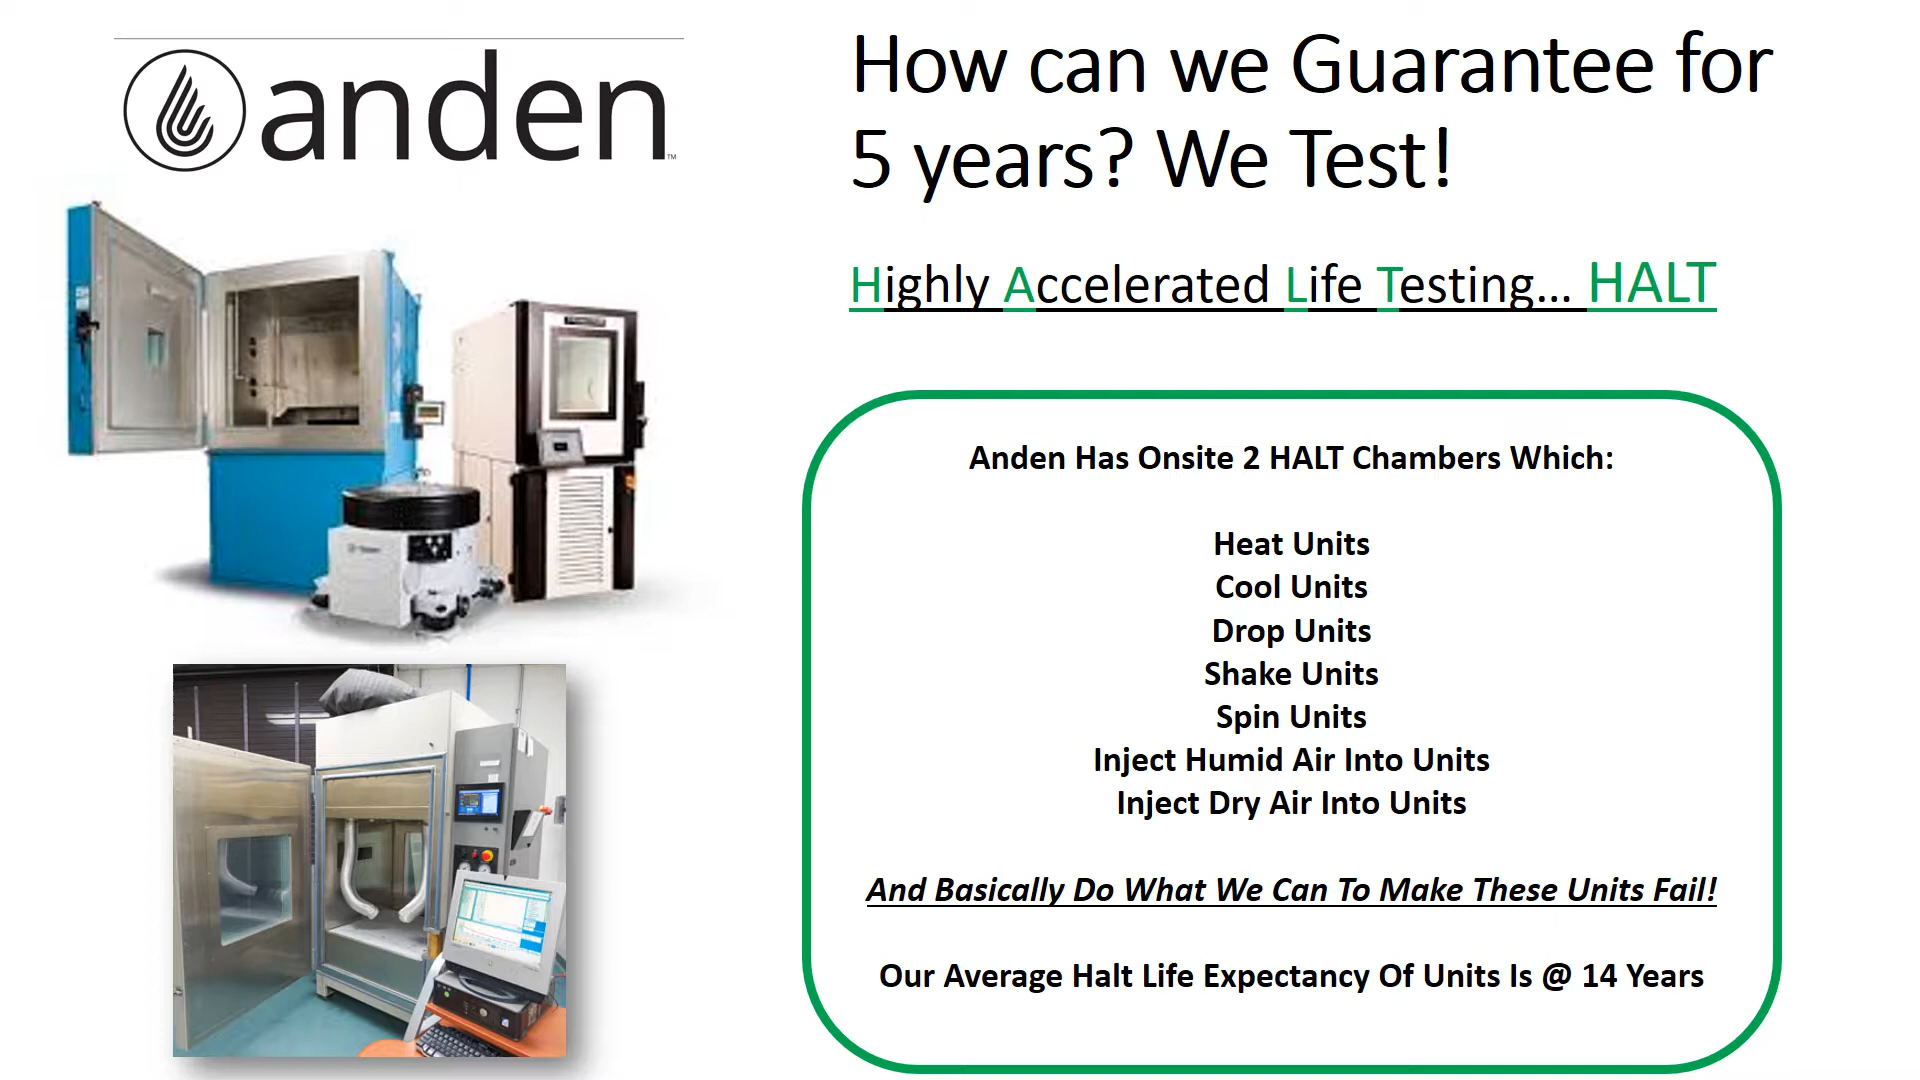 anden™
How can we Guarantee for
5 years? We Test!
Highly Accelerated Life Testing... HALT
Anden Has Onsite 2 HALT Chambers Which:
Heat Units
Cool Units
Drop Units
Shake Units
Spin Units
Inject Humid Air Into Units
Inject Dry Air Into Units
And Basically Do What We Can To Make These Units Fail!
Our Average Halt Life Expectancy Of Units Is @ 14 Years